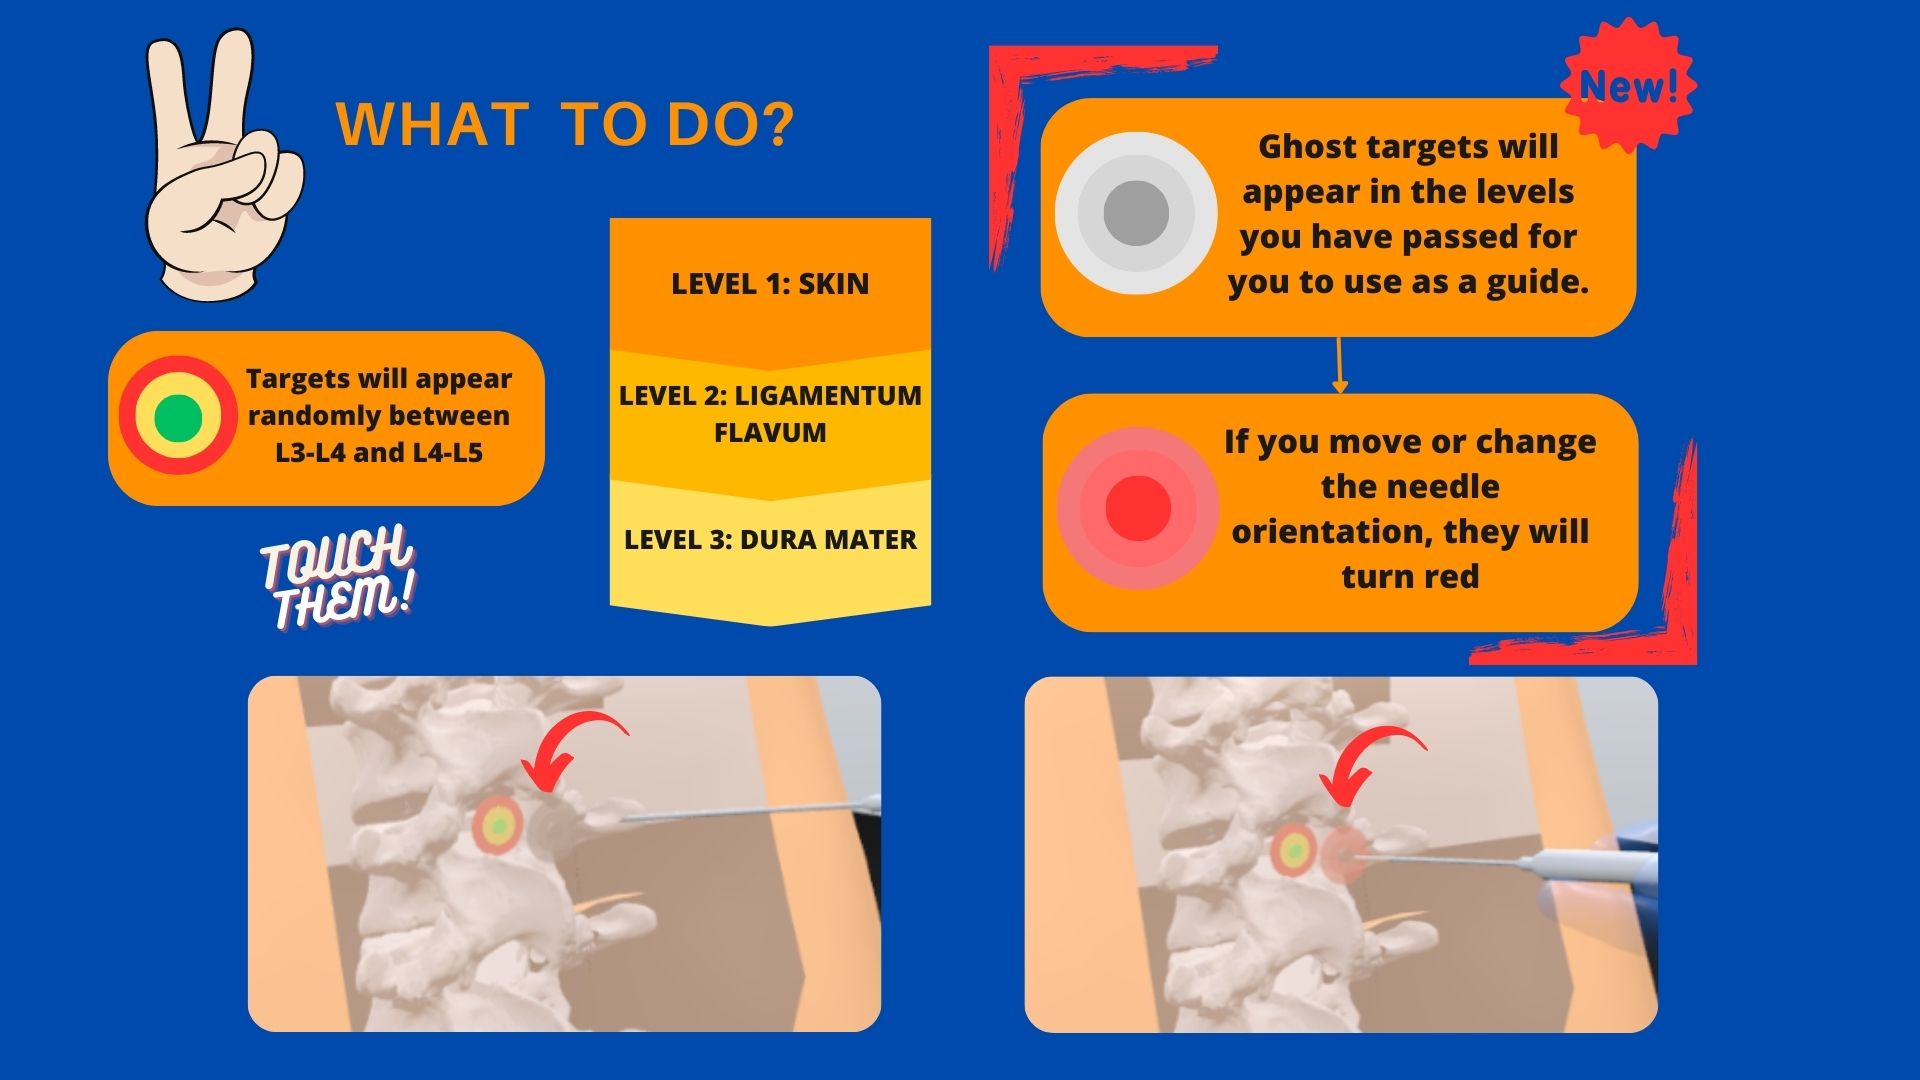 WHAT TO DO?
Targets will appear
randomly between
L3-L4 and L4-L5
TOUCH
THEM!
LEVEL 1: SKIN
LEVEL 2: LIGAMENTUM
FLAVUM
LEVEL 3: DURA MATER
New!
Ghost targets will
appear in the levels
you have passed for
you to use as a guide.
If you move or change
the needle
orientation, they will
turn red